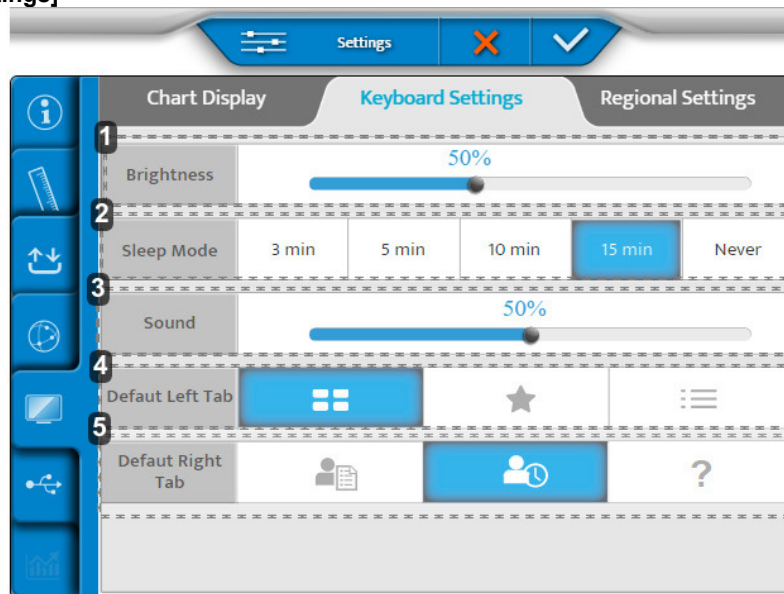 ings]
Settings
Chart Display Keyboard Settings Regional Settings
1
50%
Brightness
2
Sleep Mode 3 min 5 min 10 min 15 min Never
3
50%
Sound
4
Defaut Left Tab
5
Defaut Right
Tab
?